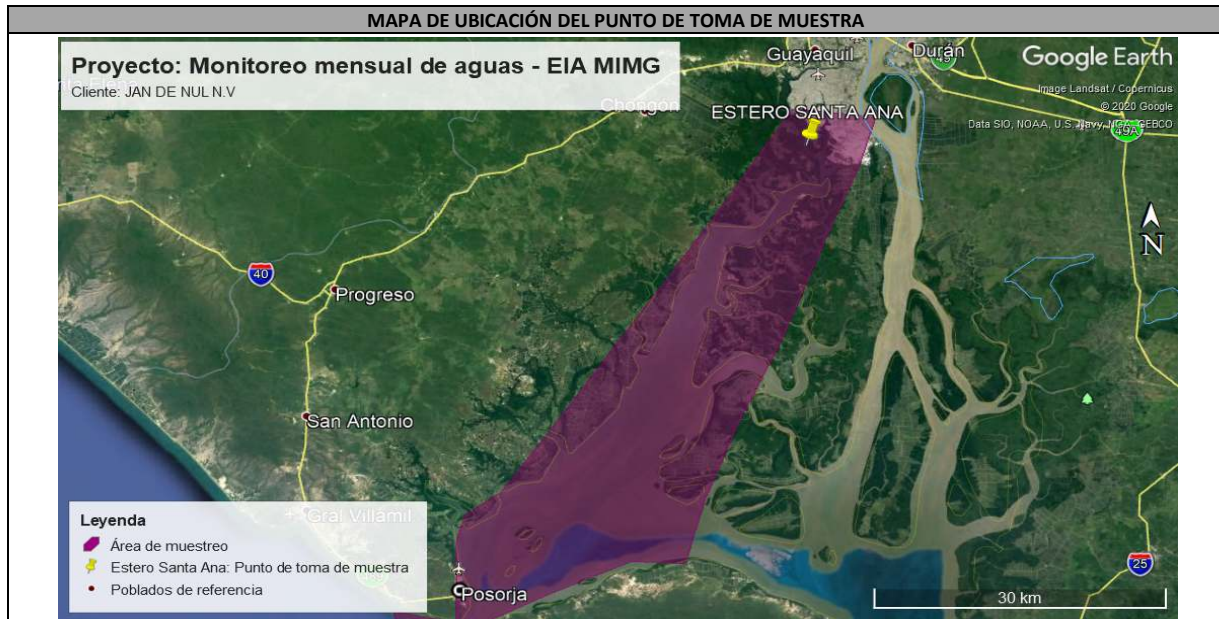 MAPA DE UBICACIÓN DEL PUNTO DE TOMA DE MUESTRA
Proyecto: Monitoreo mensual de aguas - EIA MIMG
Cliente: JAN DE NUL N.V
Guayaquil
Durán
49
Google Earth
Image Landsat / Copernicus
© 2020 Google
Data SIO, NOAA, U.S. Navy, NGA, GEBCO
49A
Chongón
ESTERO SANTA ANA
N
40
Progreso
San Antonio
Gral Villamil
Leyenda
Área de muestreo
Estero Santa Ana: Punto de toma de muestra
Poblados de referencia
Posorja
25
30 km